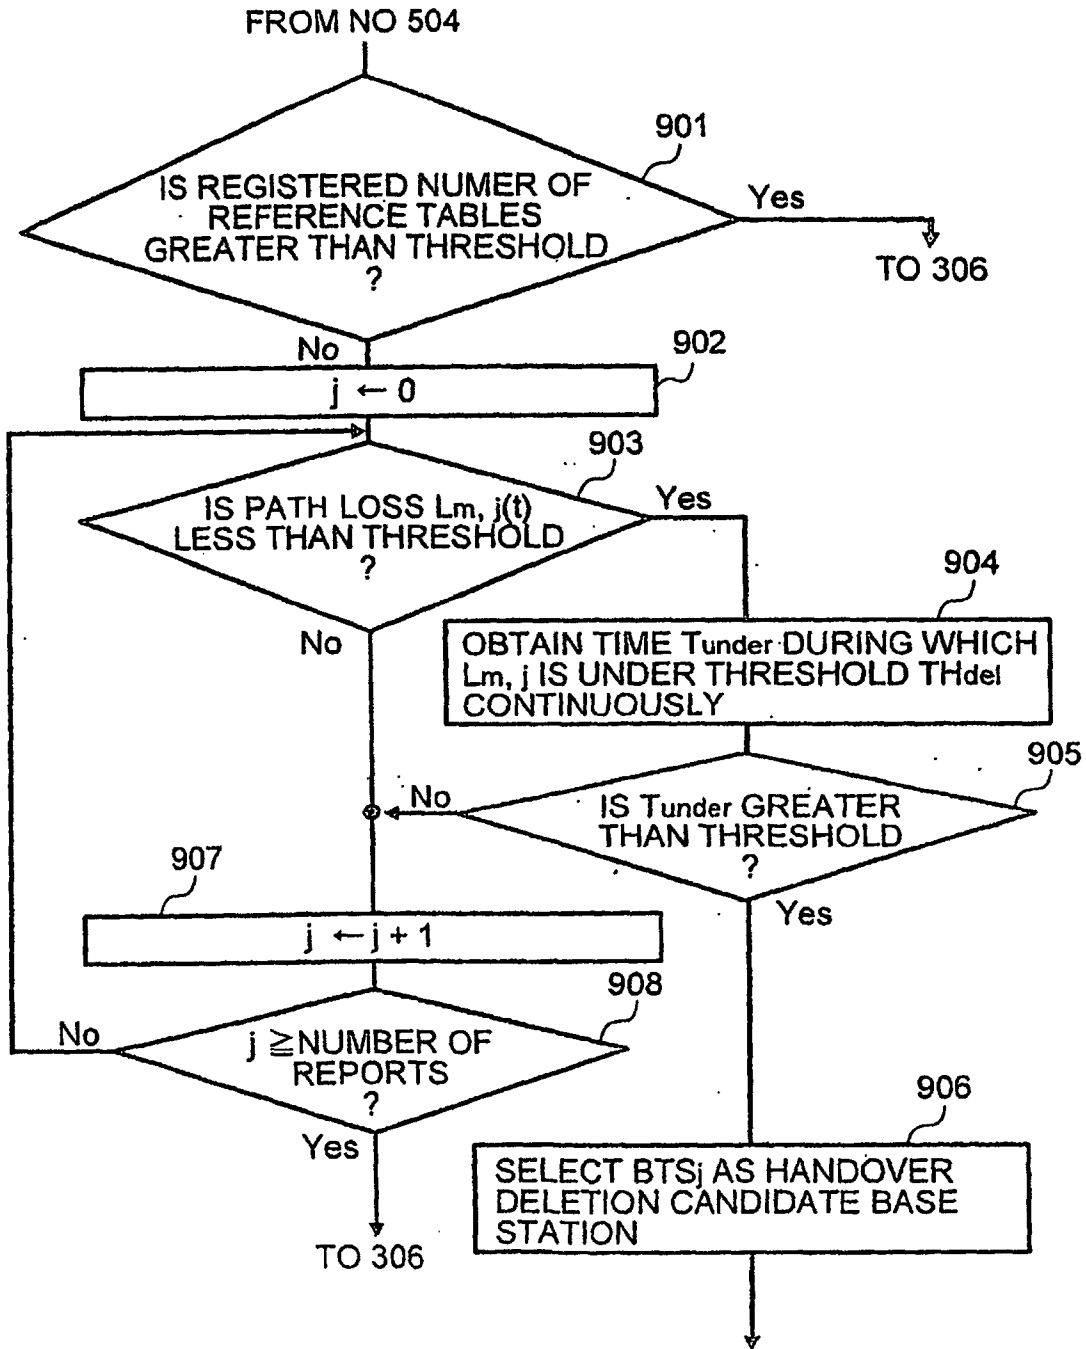 FROM NO 504
901
IS REGISTERED NUMER OF
REFERENCE TABLES
GREATER THAN THRESHOLD
?
Yes
TO 306
No
902
j ← 0
903
IS PATH LOSS Lm, j(t)
LESS THAN THRESHOLD
?
Yes
No
904
OBTAIN TIME Tunder DURING WHICH
Lm, j IS UNDER THRESHOLD THdel
CONTINUOUSLY
905
IS Tunder GREATER
THAN THRESHOLD
?
No
Yes
907
j ← j + 1
908
j ≧NUMBER OF
REPORTS
?
No
Yes
TO 306
906
SELECT BTSj AS HANDOVER
DELETION CANDIDATE BASE
STATION